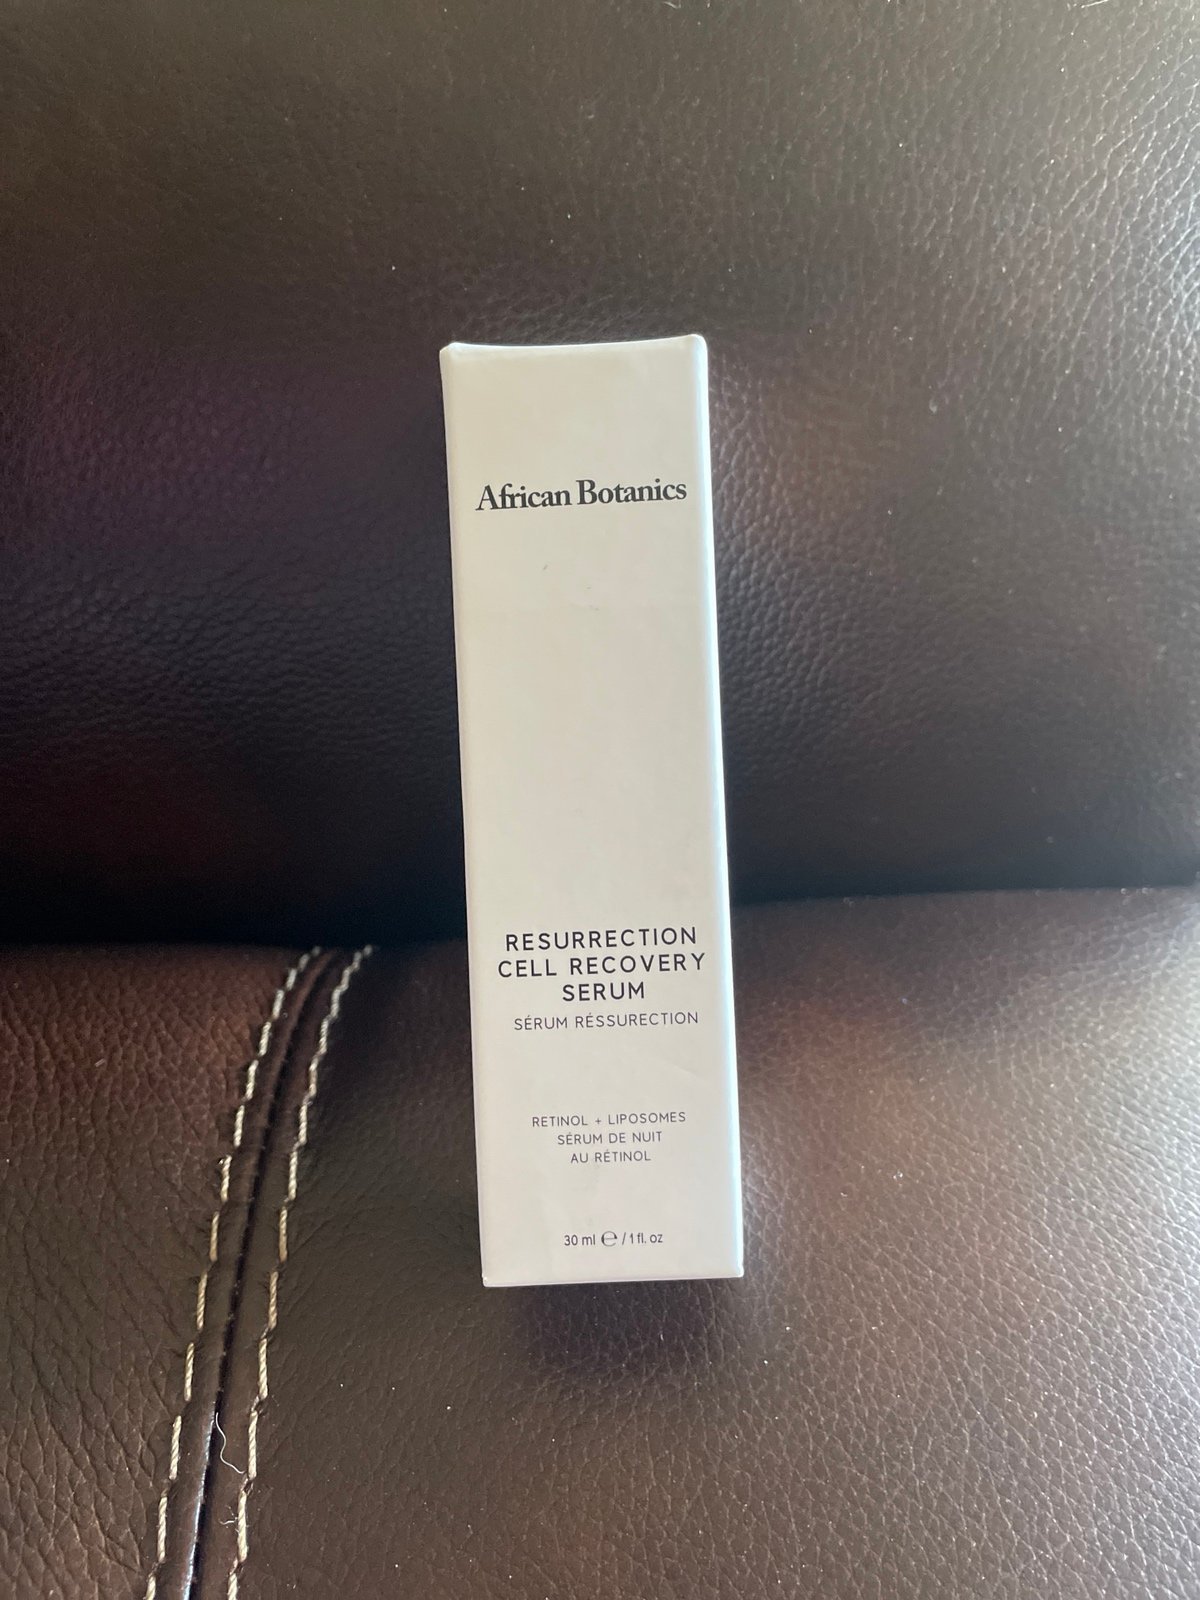 African Botanics
RESURRECTION
CELL RECOVERY
SERUM
SÉRUM RÉSSURECTION
RETINOL + LIPOSOMES
SÉRUM DE NUIT
AU RÉTINOL
30 ml ℮ / 1 fl. oz